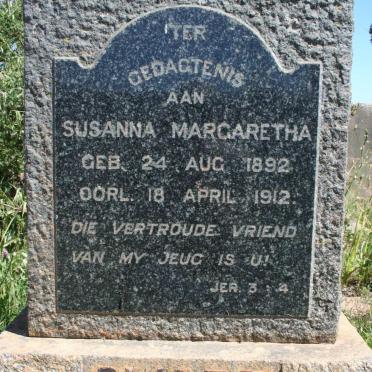 TER
GEDAGTENIS
AAN
SUSANNA MARGARETHA
GEB. 24 AUG. 1892
OORL. 18 APRIL 1912.
DIE VERTROUDE VRIEND
VAN MY JEUG IS U!
JER. 3 : 4